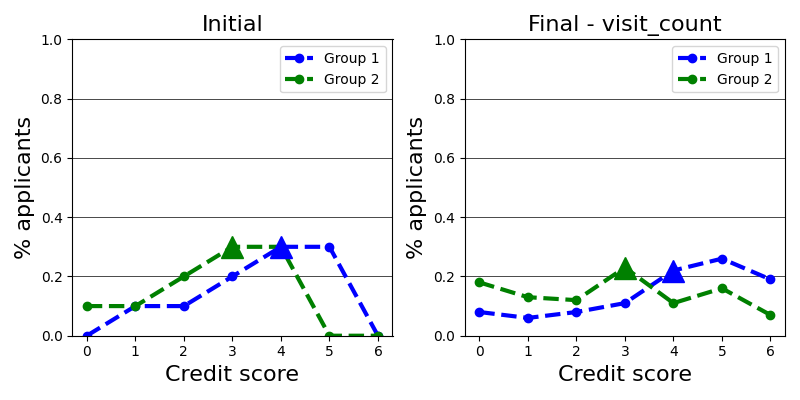 Initial
1.0
0.8
0.6
0.4
0.2
0.0
% applicants
Group 1
Group 2
0 1 2 3 4 5 6
Credit score
Final - visit_count
1.0
0.8
0.6
0.4
0.2
0.0
% applicants
Group 1
Group 2
0 1 2 3 4 5 6
Credit score